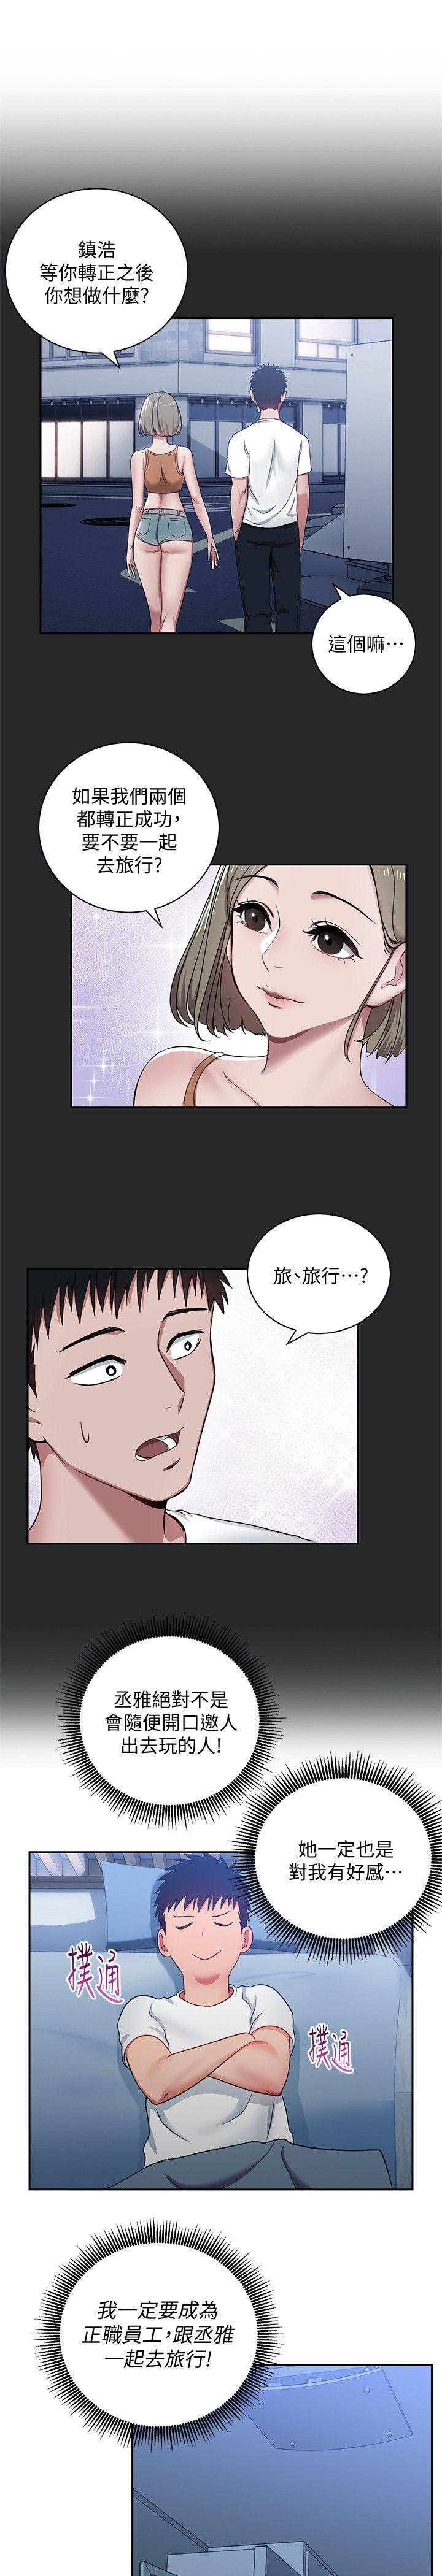 鎮浩
等你轉正之後
你想做什麼?
這個嘛⋯
如果我們兩個
都轉正成功，
要不要一起
去旅行?
旅、旅行⋯?
丞雅絕對不是
會隨便開口邀人
出去玩的人!
她一定也是
對我有好感⋯
撲通
撲通
我一定要成為
正職員工，跟丞雅
一起去旅行!